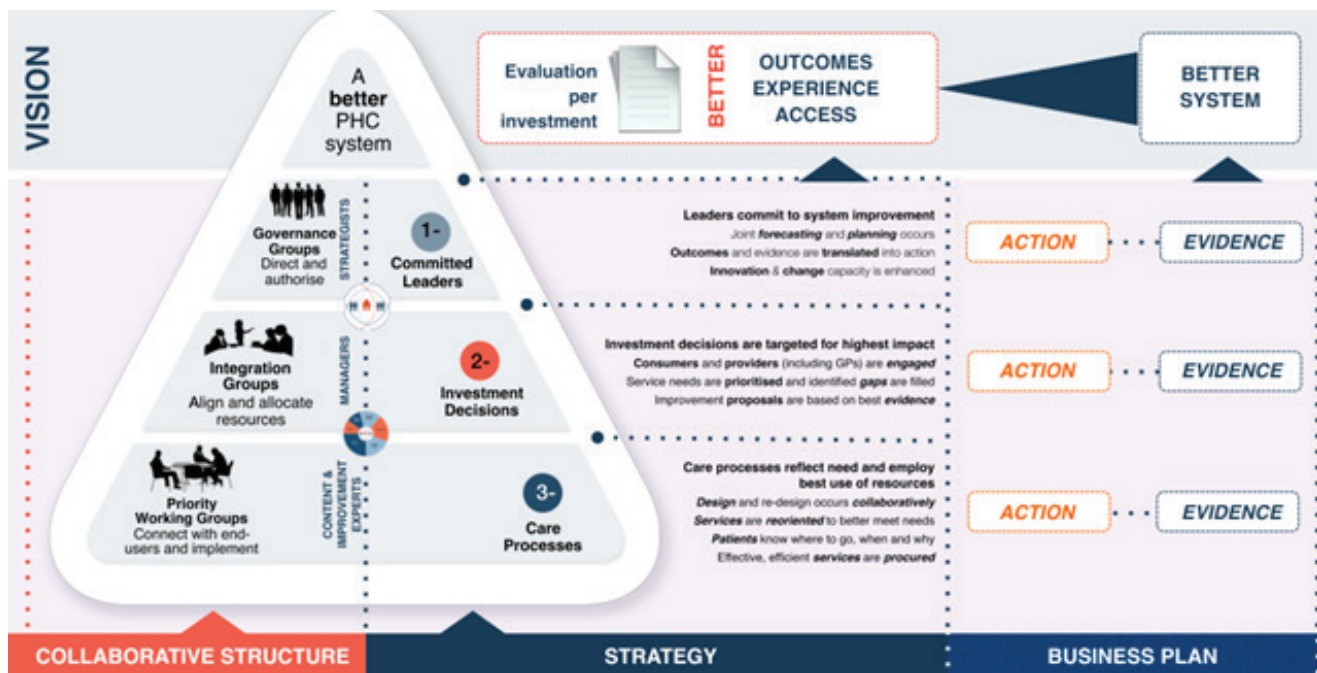 VISION
A
better
PHC
system
Evaluation
per
investment
BETTER
OUTCOMES
EXPERIENCE
ACCESS
BETTER
SYSTEM
Governance
Groups
Direct and
authorise
STRATEGISTS
1-
Committed
Leaders
Leaders commit to system improvement
Joint forecasting and planning occurs
Outcomes and evidence are translated into action
Innovation & change capacity is enhanced
ACTION
EVIDENCE
Integration
Groups
Align and allocate
resources
MANAGERS
2-
Investment
Decisions
Investment decisions are targeted for highest impact
Consumers and providers (including GPs) are engaged
Service needs are prioritised and identified gaps are filled
Improvement proposals are based on best evidence
ACTION
EVIDENCE
Priority
Working Groups
Connect with end-
users and implement
CONTENT &
IMPROVEMENT
EXPERTS
3-
Care
Processes
Care processes reflect need and employ
best use of resources
Design and re-design occurs collaboratively
Services are reoriented to better meet needs
Patients know where to go, when and why
Effective, efficient services are procured
ACTION
EVIDENCE
COLLABORATIVE STRUCTURE
STRATEGY
BUSINESS PLAN